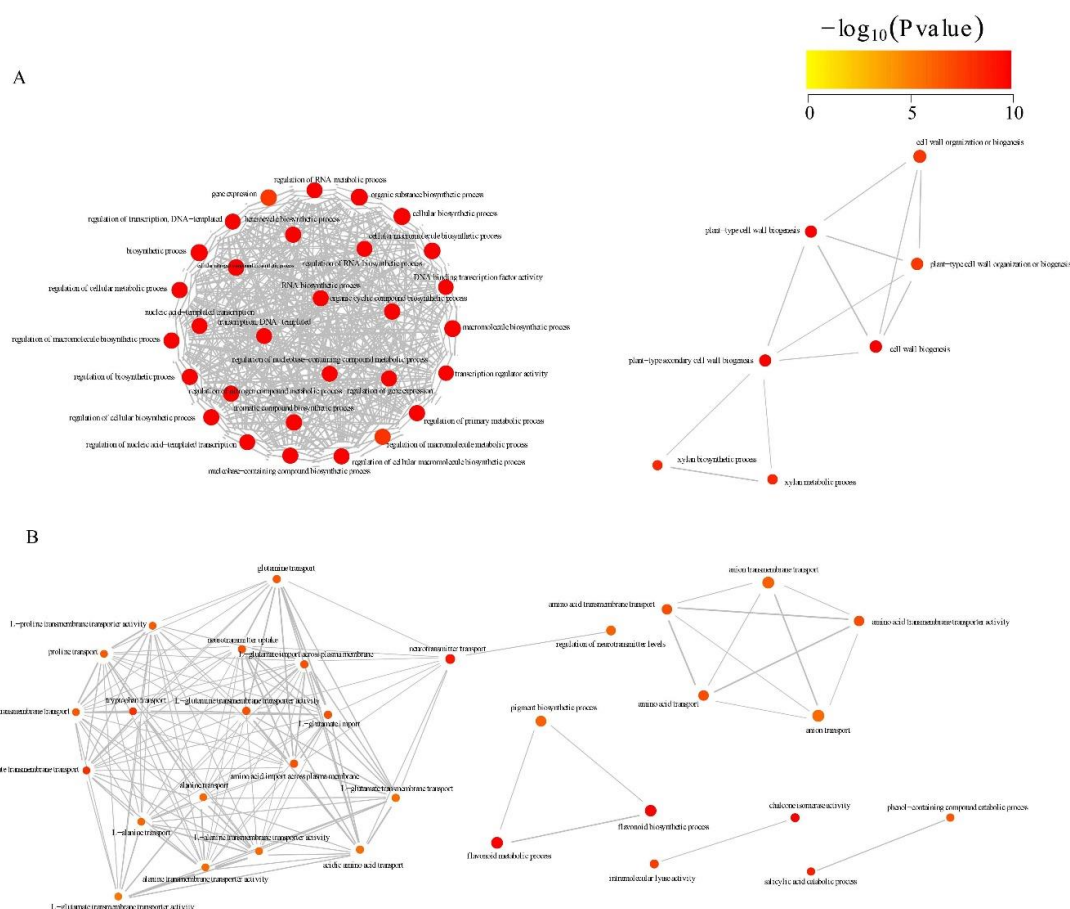 −log₁₀(Pvalue)
0 5 10
A
cell wall organization or biogenesis
regulation of RNA metabolic process
gene expression
organic substance biosynthetic process
regulation of transcription, DNA−templated
heterocycle biosynthetic process
cellular biosynthetic process
plant−type cell wall biogenesis
cellular macromolecule biosynthetic process
biosynthetic process
regulation of RNA biosynthetic process
plant−type cell wall organization or biogenesis
DNA binding transcription factor activity
RNA biosynthetic process
regulation of cellular metabolic process
organic cyclic compound biosynthetic process
nucleic acid−templated transcription
transcription, DNA−templated
macromolecule biosynthetic process
regulation of macromolecule biosynthetic process
cell wall biogenesis
regulation of nucleobase−containing compound metabolic process
plant−type secondary cell wall biogenesis
transcription regulator activity
regulation of biosynthetic process
regulation of nitrogen compound metabolic process
regulation of gene expression
aromatic compound biosynthetic process
regulation of cellular biosynthetic process
regulation of primary metabolic process
regulation of nucleic acid−templated transcription
regulation of macromolecule metabolic process
xylan biosynthetic process
regulation of cellular macromolecule biosynthetic process
nucleobase−containing compound biosynthetic process
xylan metabolic process
B
glutamine transport
anion transmembrane transport
amino acid transmembrane transport
L−proline transmembrane transporter activity
amino acid transmembrane transporter activity
neurotransmitter uptake
regulation of neurotransmitter levels
proline transport
L−glutamate import across plasma membrane
neurotransmitter transport
tryptophan transport
L−glutamine transmembrane transporter activity
amino acid transport
transmembrane transport
L−glutamate import
pigment biosynthetic process
anion transport
ate transmembrane transport
amino acid import across plasma membrane
alanine transport
L−glutamate transmembrane transport
chalcone isomerase activity
phenol−containing compound catabolic process
L−alanine transport
flavonoid biosynthetic process
L−alanine transmembrane transporter activity
flavonoid metabolic process
acidic amino acid transport
alanine transmembrane transporter activity
intramolecular lyase activity
salicylic acid catabolic process
L−glutamate transmembrane transporter activity